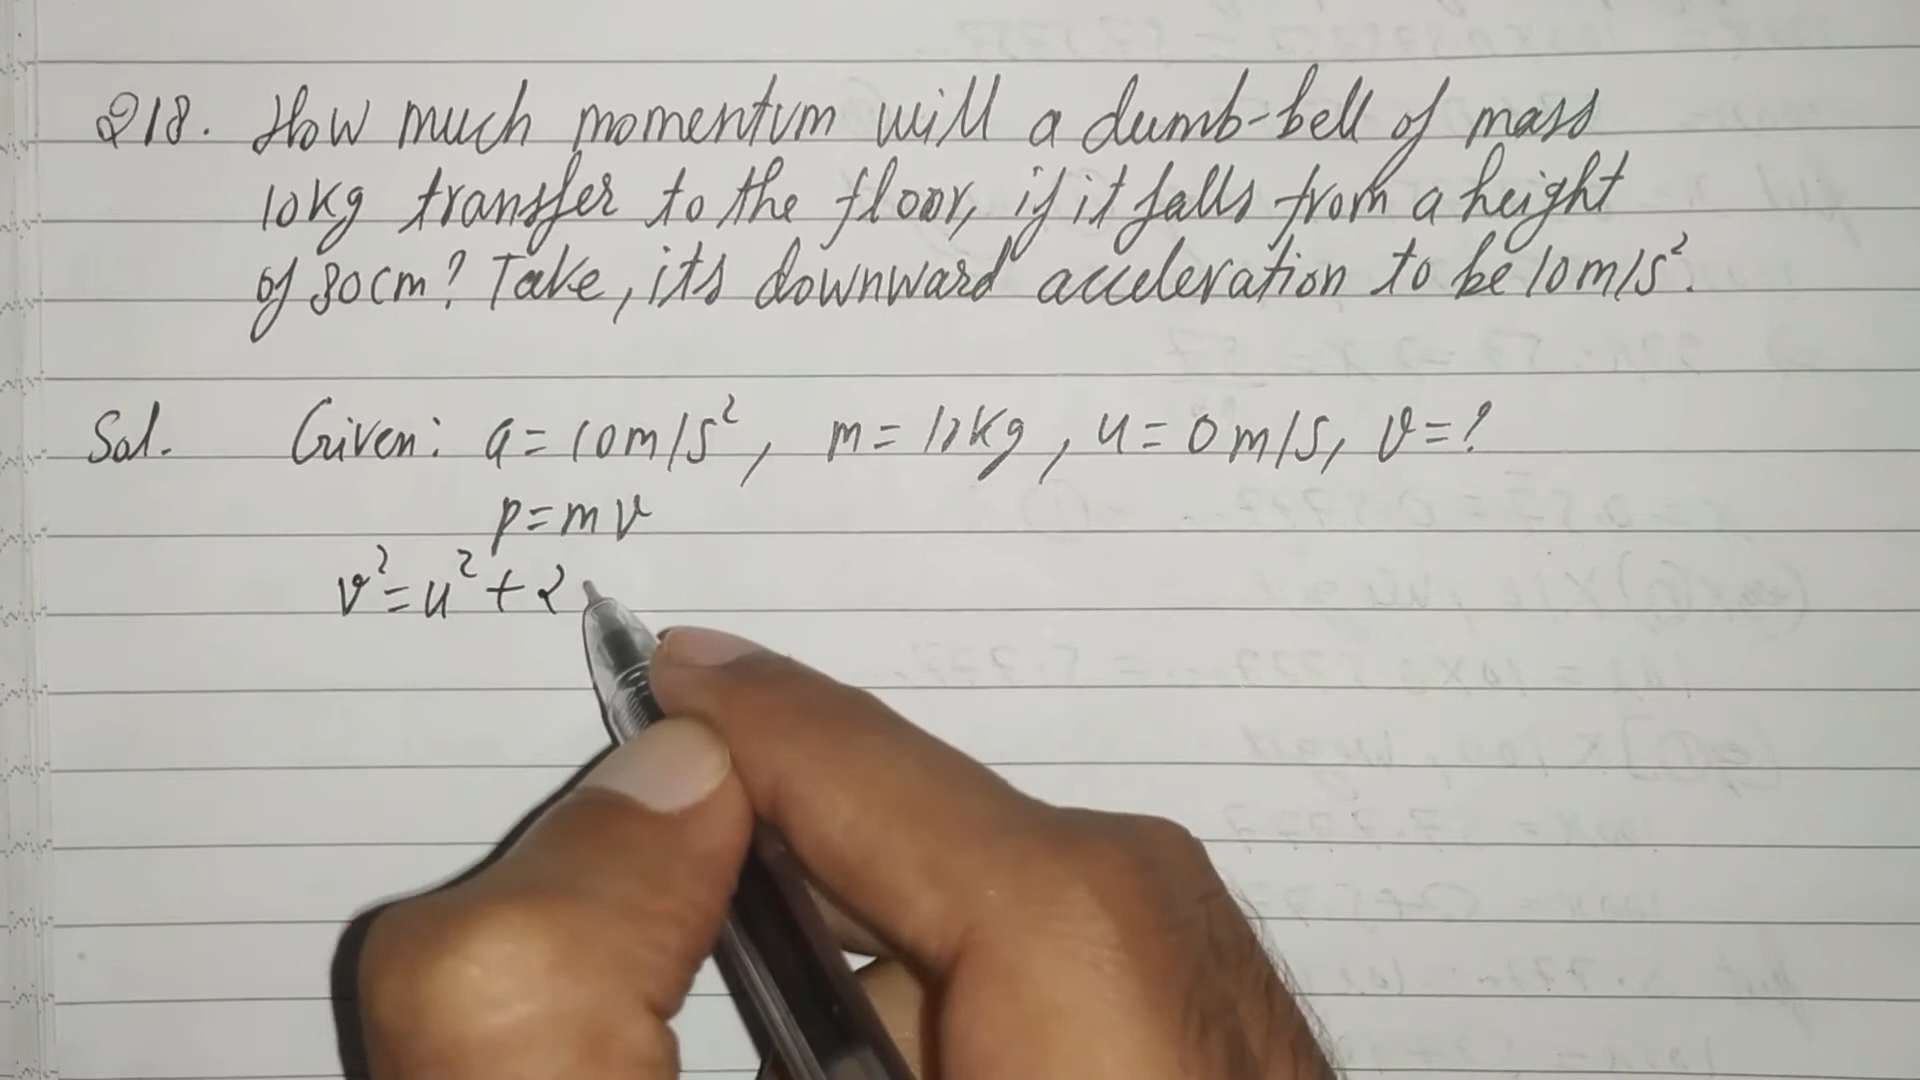 Q18. How much momentum will a dumb-bell of mass
10kg transfer to the floor, if it falls from a height
of 80cm? Take, its downward acceleration to be 10m/s².
Sol. Given: a=10m/s², m=10kg, u=0m/s, v=?
p=mv
v²=u²+2